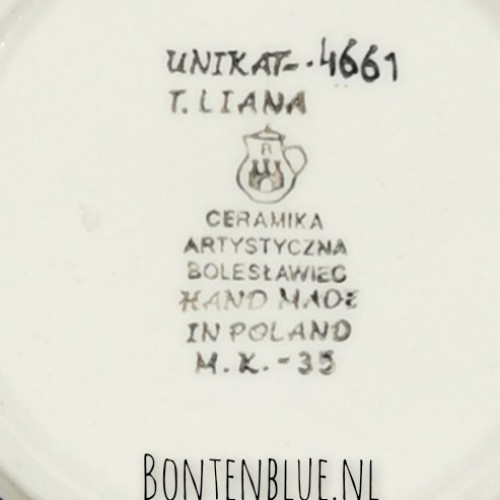 UNIKAT-.4661
T. LIANA
B
CERAMIKA
ARTYSTYCZNA
BOLESŁAWIEC
HAND MADE
IN POLAND
M.K.-35
BONTENBLUE.NL